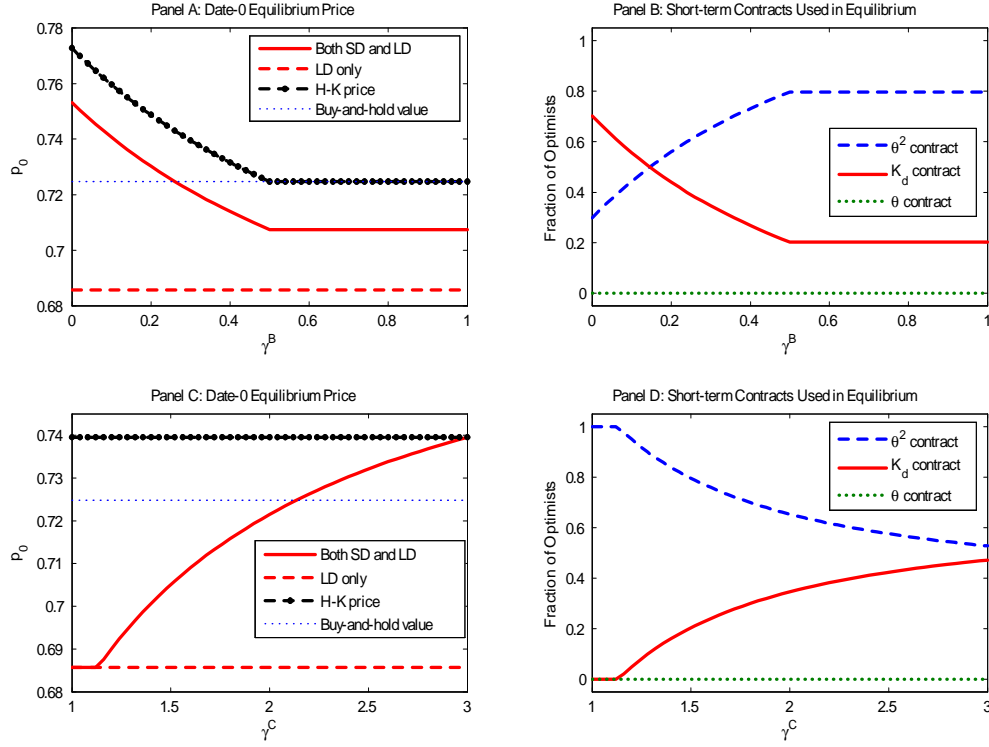 Panel A: Date-0 Equilibrium Price
0.78
0.76
0.74
0.72
0.7
0.68
p₀
0
0.2
0.4
0.6
0.8
1
γᴮ
Both SD and LD
LD only
H-K price
Buy-and-hold value
Panel B: Short-term Contracts Used in Equilibrium
1
0.8
0.6
0.4
0.2
0
Fraction of Optimists
0
0.2
0.4
0.6
0.8
1
γᴮ
θ² contract
K_d contract
θ contract
Panel C: Date-0 Equilibrium Price
0.74
0.73
0.72
0.71
0.7
0.69
0.68
p₀
1
1.5
2
2.5
3
γ^C
Both SD and LD
LD only
H-K price
Buy-and-hold value
Panel D: Short-term Contracts Used in Equilibrium
1
0.8
0.6
0.4
0.2
0
Fraction of Optimists
1
1.5
2
2.5
3
γ^C
θ² contract
K_d contract
θ contract